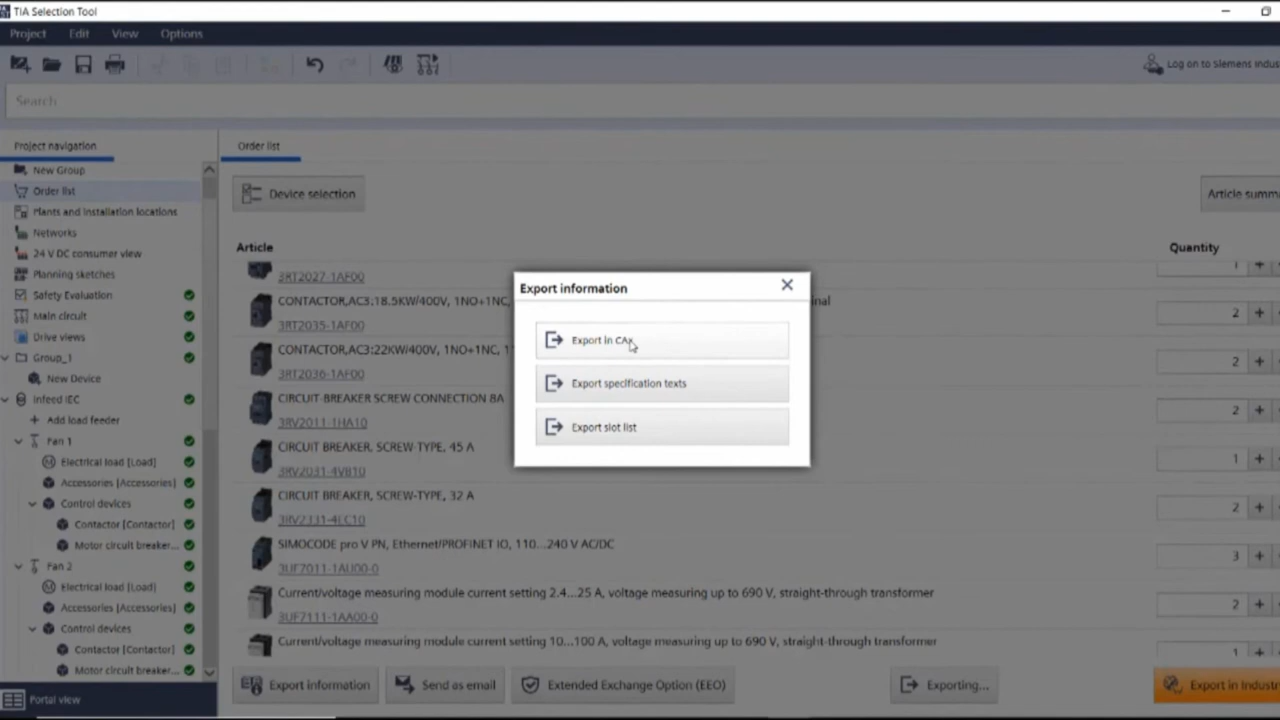 TIA Selection Tool
Project Edit View Options
Log on to Siemens Indus
Search
Project navigation
New Group
Order list
Plants and installation locations
Networks
24 V DC consumer view
Planning sketches
Safety Evaluation
Main circuit
Drive views
Group_1
New Device
Infeed IEC
Add load feeder
Fan 1
Electrical load [Load]
Accessories [Accessories]
Control devices
Contactor [Contactor]
Motor circuit breaker...
Fan 2
Electrical load [Load]
Accessories [Accessories]
Control devices
Contactor [Contactor]
Motor circuit breaker...
Portal view
Order list
Device selection
Article summ
Article Quantity
3RT2027-1AF00 1
CONTACTOR,AC3:18.5KW/400V, 1NO+1NC, inal
3RT2035-1AF00 2
CONTACTOR,AC3:22KW/400V, 1NO+1NC, 1
3RT2036-1AF00 2
CIRCUIT-BREAKER SCREW CONNECTION 8A
3RV2011-1HA10 2
CIRCUIT BREAKER, SCREW-TYPE, 45 A
3RV2031-4VB10 1
CIRCUIT BREAKER, SCREW-TYPE, 32 A
3RV2331-4EC10 2
SIMOCODE pro V PN, Ethernet/PROFINET IO, 110...240 V AC/DC
3UF7011-1AU00-0 3
Current/voltage measuring module current setting 2.4...25 A, voltage measuring up to 690 V, straight-through transformer
3UF7111-1AA00-0 2
Current/voltage measuring module current setting 10...100 A, voltage measuring up to 690 V, straight-through transformer
1
Export information
Export in CAx
Export specification texts
Export slot list
Export information Send as email Extended Exchange Option (EEO) Exporting... Export in Industr